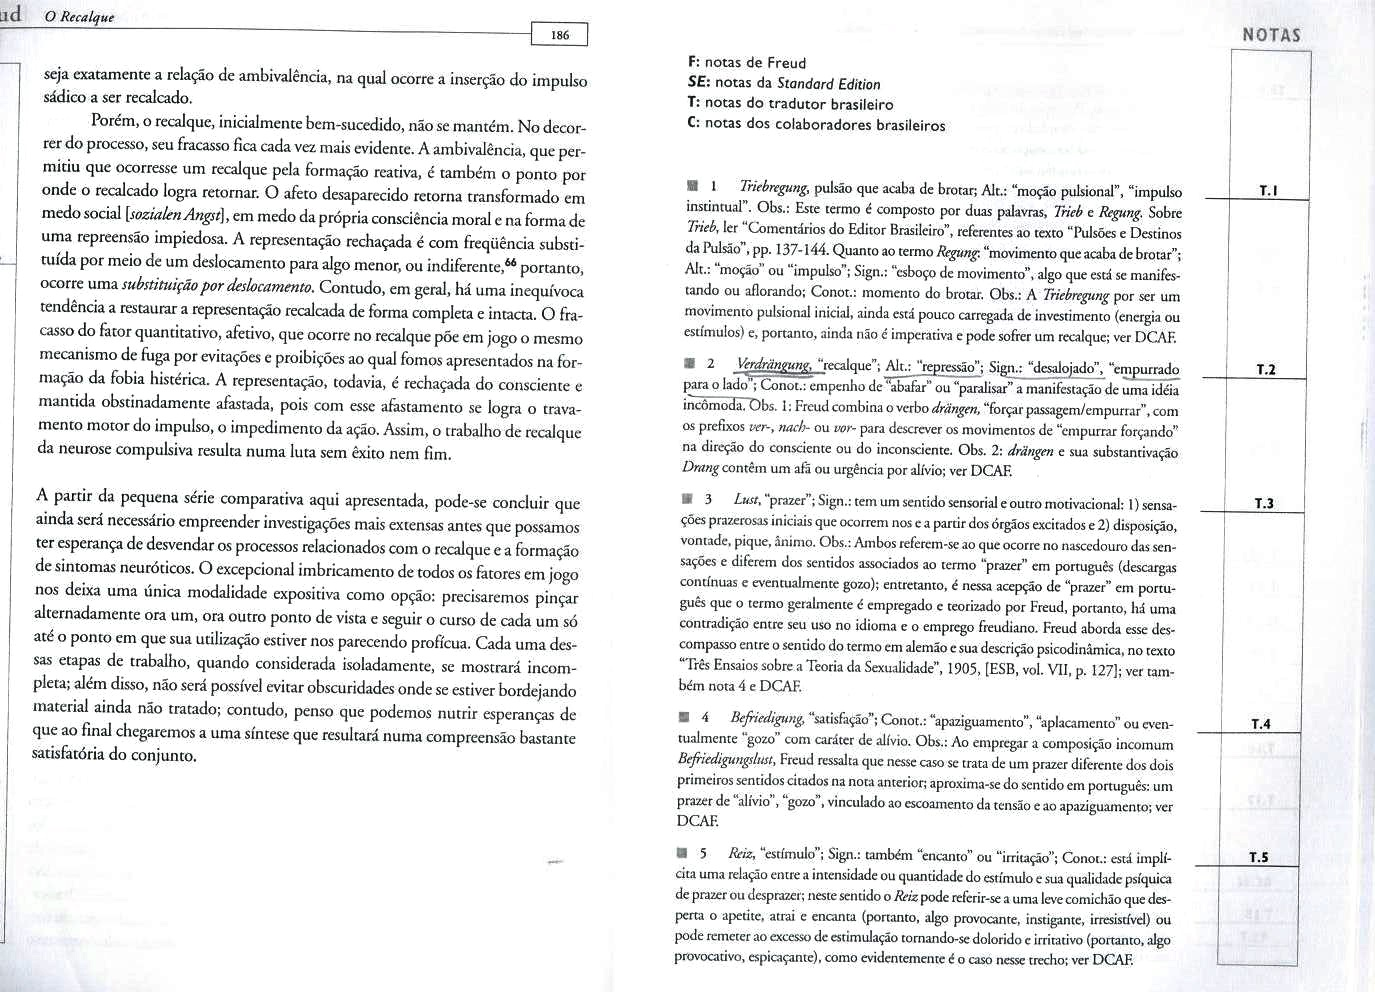 ud O Recalque
186
seja exatamente a relação de ambivalência, na qual ocorre a inserção do impulso
sádico a ser recalcado.
Porém, o recalque, inicialmente bem-sucedido, não se mantém. No decor-
rer do processo, seu fracasso fica cada vez mais evidente. A ambivalência, que per-
mitiu que ocorresse um recalque pela formação reativa, é também o ponto por
onde o recalcado logra retornar. O afeto desaparecido retorna transformado em
medo social [sozialen Angst], em medo da própria consciência moral e na forma de
uma repreensão impiedosa. A representação rechaçada é com freqüência substi-
tuída por meio de um deslocamento para algo menor, ou indiferente,66 portanto,
ocorre uma substituição por deslocamento. Contudo, em geral, há uma inequívoca
tendência a restaurar a representação recalcada de forma completa e intacta. O fra-
casso do fator quantitativo, afetivo, que ocorre no recalque põe em jogo o mesmo
mecanismo de fuga por evitações e proibições ao qual fomos apresentados na for-
mação da fobia histérica. A representação, todavia, é rechaçada do consciente e
mantida obstinadamente afastada, pois com esse afastamento se logra o trava-
mento motor do impulso, o impedimento da ação. Assim, o trabalho de recalque
da neurose compulsiva resulta numa luta sem êxito nem fim.
A partir da pequena série comparativa aqui apresentada, pode-se concluir que
ainda será necessário empreender investigações mais extensas antes que possamos
ter esperança de desvendar os processos relacionados com o recalque e a formação
de sintomas neuróticos. O excepcional imbricamento de todos os fatores em jogo
nos deixa uma única modalidade expositiva como opção: precisaremos pinçar
alternadamente ora um, ora outro ponto de vista e seguir o curso de cada um só
até o ponto em que sua utilização estiver nos parecendo profícua. Cada uma des-
sas etapas de trabalho, quando considerada isoladamente, se mostrará incom-
pleta; além disso, não será possível evitar obscuridades onde se estiver bordejando
material ainda não tratado; contudo, penso que podemos nutrir esperanças de
que ao final chegaremos a uma síntese que resultará numa compreensão bastante
satisfatória do conjunto.
NOTAS
F: notas de Freud
SE: notas da Standard Edition
T: notas do tradutor brasileiro
C: notas dos colaboradores brasileiros
1 Triebregung, pulsão que acaba de brotar; Alt.: “moção pulsional”, “impulso T.1
instintual”. Obs.: Este termo é composto por duas palavras, Trieb e Regung. Sobre
Trieb, ler “Comentários do Editor Brasileiro”, referentes ao texto “Pulsões e Destinos
da Pulsão”, pp. 137-144. Quanto ao termo Regung: “movimento que acaba de brotar”;
Alt.: “moção” ou “impulso”; Sign.: “esboço de movimento”, algo que está se manifes-
tando ou aflorando; Conot.: momento do brotar. Obs.: A Triebregung por ser um
movimento pulsional inicial, ainda está pouco carregada de investimento (energia ou
estímulos) e, portanto, ainda não é imperativa e pode sofrer um recalque; ver DCAF.
2 Verdrängung, “recalque”; Alt.: “repressão”; Sign.: “desalojado”, “empurrado T.2
para o lado”; Conot.: empenho de “abafar” ou “paralisar” a manifestação de uma idéia
incômoda. Obs. 1: Freud combina o verbo drängen, “forçar passagem/empurrar”, com
os prefixos ver-, nach- ou vor- para descrever os movimentos de “empurrar forçando”
na direção do consciente ou do inconsciente. Obs. 2: drängen e sua substantivação
Drang contêm um afã ou urgência por alívio; ver DCAF.
3 Lust, “prazer”; Sign.: tem um sentido sensorial e outro motivacional: 1) sensa- T.3
ções prazerosas iniciais que ocorrem nos e a partir dos órgãos excitados e 2) disposição,
vontade, pique, ânimo. Obs.: Ambos referem-se ao que ocorre no nascedouro das sen-
sações e diferem dos sentidos associados ao termo “prazer” em português (descargas
contínuas e eventualmente gozo); entretanto, é nessa acepção de “prazer” em portu-
guês que o termo geralmente é empregado e teorizado por Freud, portanto, há uma
contradição entre seu uso no idioma e o emprego freudiano. Freud aborda esse des-
compasso entre o sentido do termo em alemão e sua descrição psicodinâmica, no texto
“Três Ensaios sobre a Teoria da Sexualidade”, 1905, [ESB, vol. VII, p. 127]; ver tam-
bém nota 4 e DCAF.
4 Befriedigung, “satisfação”; Conot.: “apaziguamento”, “aplacamento” ou even- T.4
tualmente “gozo” com caráter de alívio. Obs.: Ao empregar a composição incomum
Befriedigungslust, Freud ressalta que nesse caso se trata de um prazer diferente dos dois
primeiros sentidos citados na nota anterior; aproxima-se do sentido em português: um
prazer de “alívio”, “gozo”, vinculado ao escoamento da tensão e ao apaziguamento; ver
DCAF.
5 Reiz, “estímulo”; Sign.: também “encanto” ou “irritação”; Conot.: está implí- T.5
cita uma relação entre a intensidade ou quantidade do estímulo e sua qualidade psíquica
de prazer ou desprazer; neste sentido o Reiz pode referir-se a uma leve comichão que des-
perta o apetite, atrai e encanta (portanto, algo provocante, instigante, irresistível) ou
pode remeter ao excesso de estimulação tornando-se dolorido e irritativo (portanto, algo
provocativo, espicaçante), como evidentemente é o caso nesse trecho; ver DCAF.